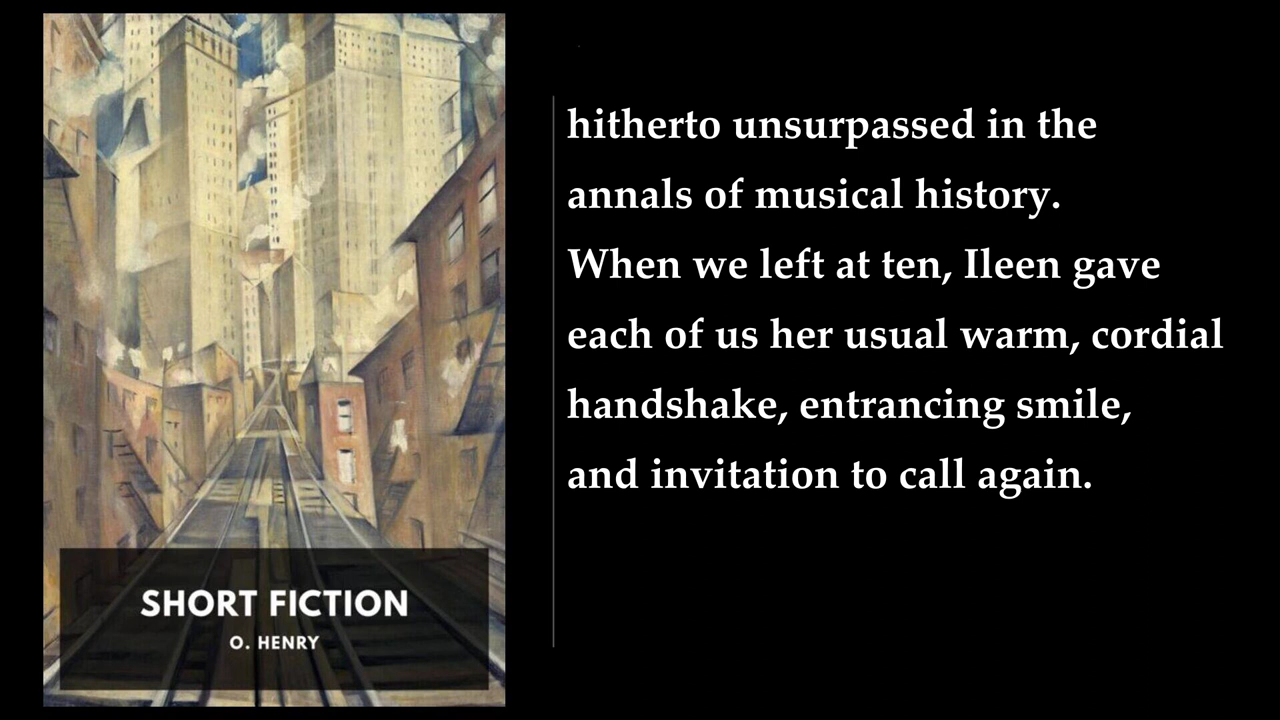 SHORT FICTION
O. HENRY
hitherto unsurpassed in the
annals of musical history.
When we left at ten, Ileen gave
each of us her usual warm, cordial
handshake, entrancing smile,
and invitation to call again.